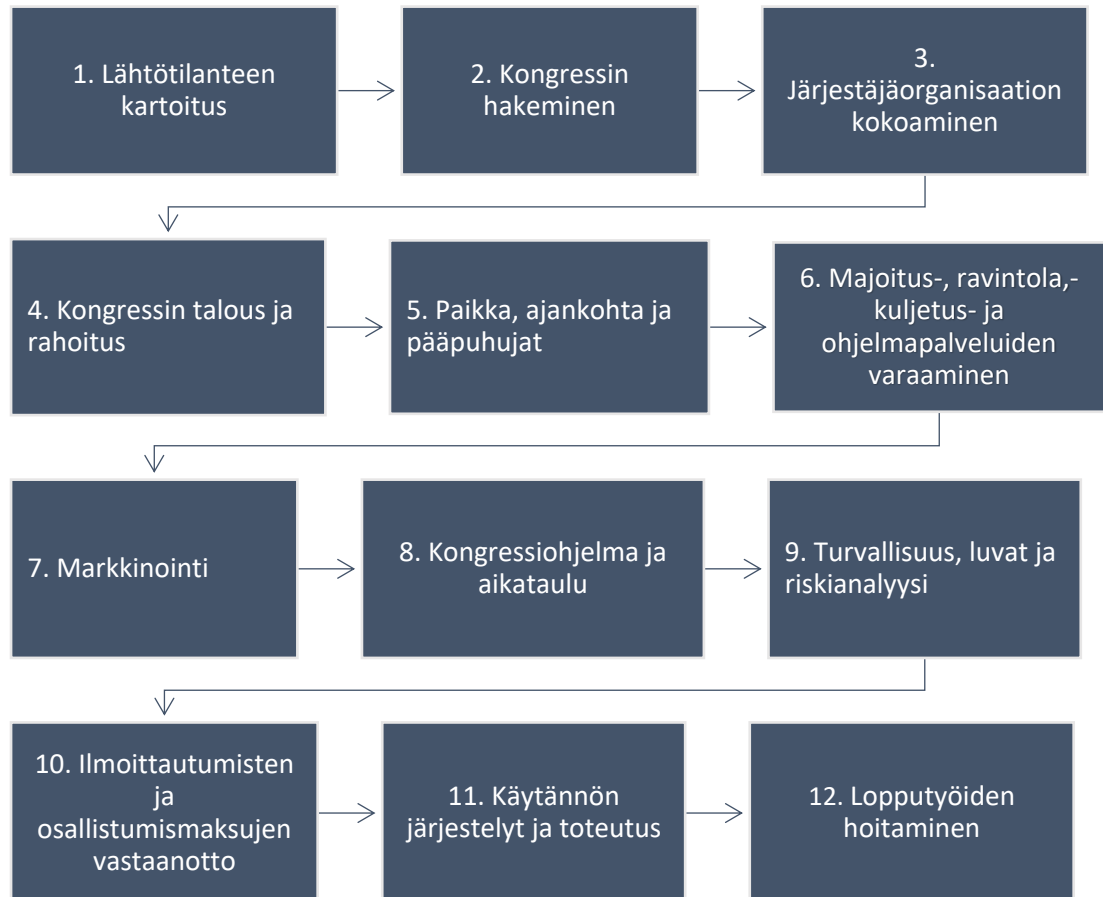 1. Lähtötilanteen
kartoitus
2. Kongressin
hakeminen
3.
Järjestäjäorganisaation
kokoaminen
4. Kongressin talous ja
rahoitus
5. Paikka, ajankohta ja
pääpuhujat
6. Majoitus-, ravintola,-
kuljetus- ja
ohjelmapalveluiden
varaaminen
7. Markkinointi
8. Kongressiohjelma ja
aikataulu
9. Turvallisuus, luvat ja
riskianalyysi
10. Ilmoittautumisten
ja
osallistumismaksujen
vastaanotto
11. Käytännön
järjestelyt ja toteutus
12. Lopputyöiden
hoitaminen